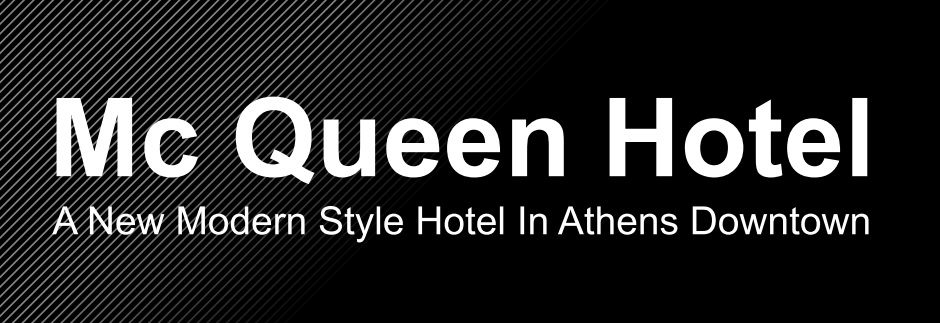 Mc Queen Hotel
A New Modern Style Hotel In Athens Downtown